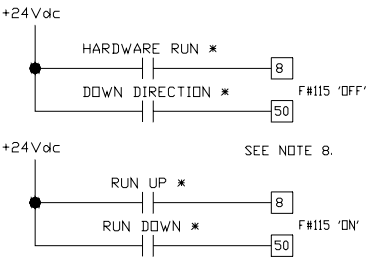 +24Vdc
HARDWARE RUN *
8
DOWN DIRECTION *
F#115 'OFF'
50
+24Vdc
SEE NOTE 8.
RUN UP *
8
RUN DOWN *
F#115 'ON'
50